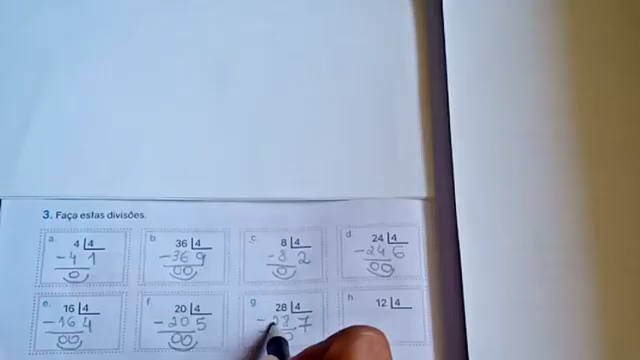 3. Faça estas divisões.
a. 4 |4 b 36 |4 c. 8 |4 d. 24 |4
-4 1 -36 9 -8 2 -24 6
0 00 0 00
e. 16 |4 f. 20 |4 g 28 |4 h 12 |4
-16 4 -20 5 -28 7
00 00 0